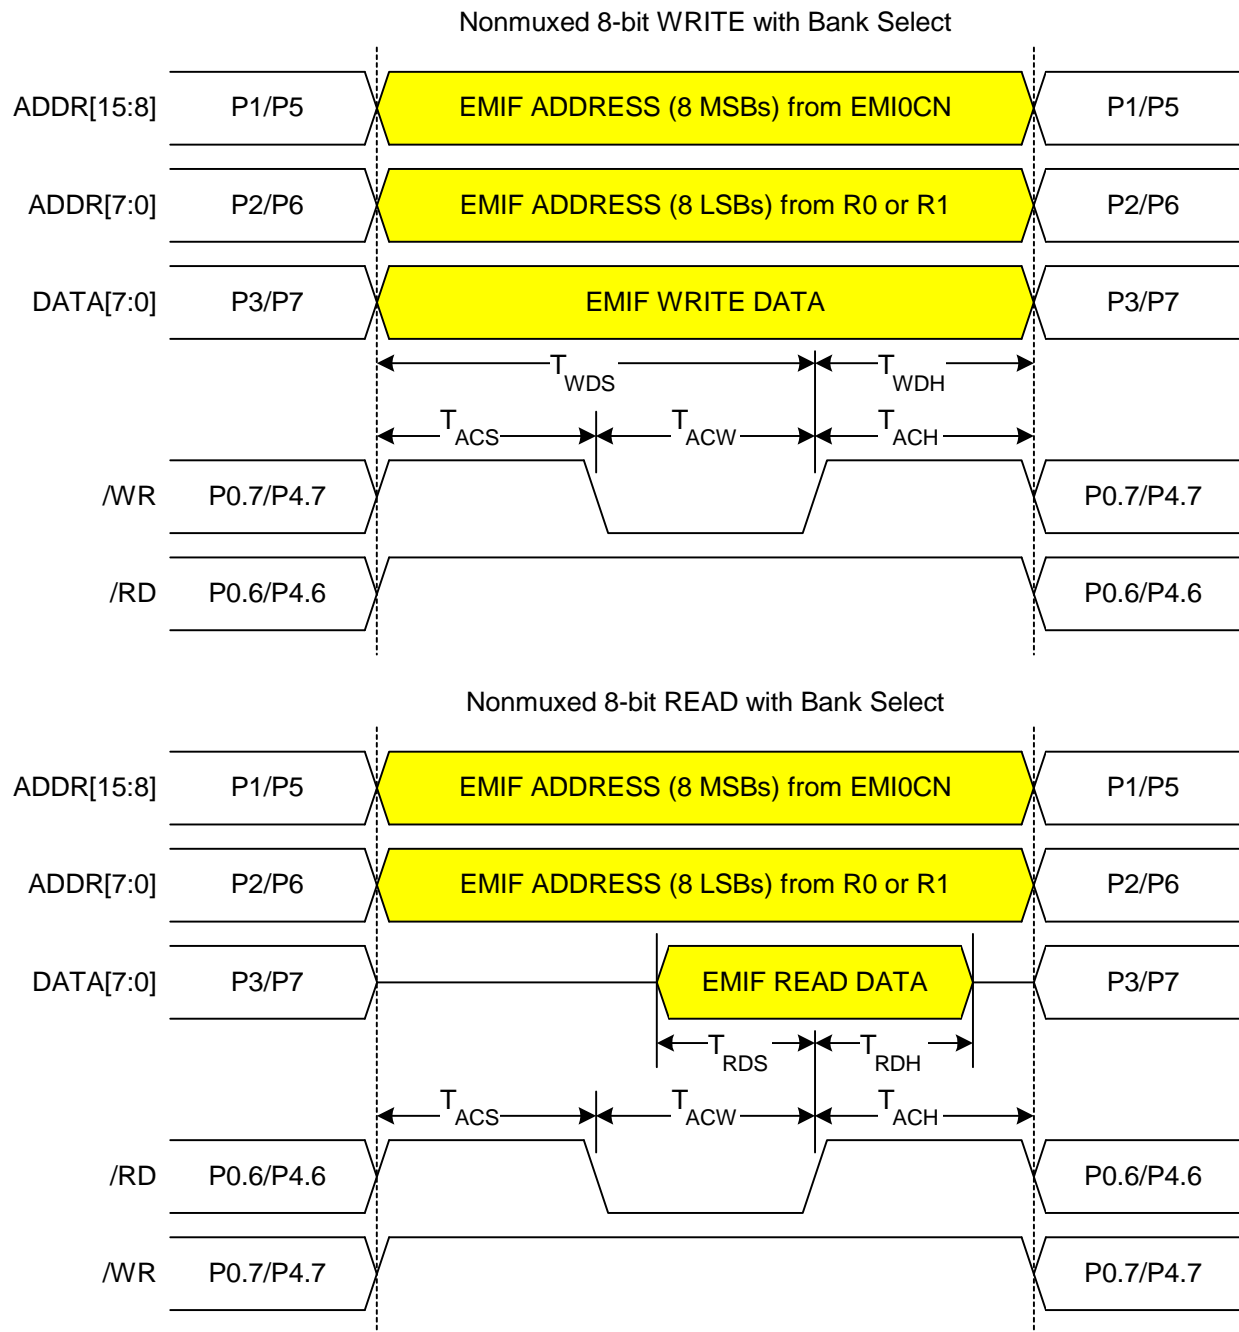 Nonmuxed 8-bit WRITE with Bank Select
ADDR[15:8] P1/P5 EMIF ADDRESS (8 MSBs) from EMI0CN P1/P5
ADDR[7:0] P2/P6 EMIF ADDRESS (8 LSBs) from R0 or R1 P2/P6
DATA[7:0] P3/P7 EMIF WRITE DATA P3/P7
TWDS TWDH
TACS TACW TACH
/WR P0.7/P4.7 P0.7/P4.7
/RD P0.6/P4.6 P0.6/P4.6
Nonmuxed 8-bit READ with Bank Select
ADDR[15:8] P1/P5 EMIF ADDRESS (8 MSBs) from EMI0CN P1/P5
ADDR[7:0] P2/P6 EMIF ADDRESS (8 LSBs) from R0 or R1 P2/P6
DATA[7:0] P3/P7 EMIF READ DATA P3/P7
TRDS TRDH
TACS TACW TACH
/RD P0.6/P4.6 P0.6/P4.6
/WR P0.7/P4.7 P0.7/P4.7